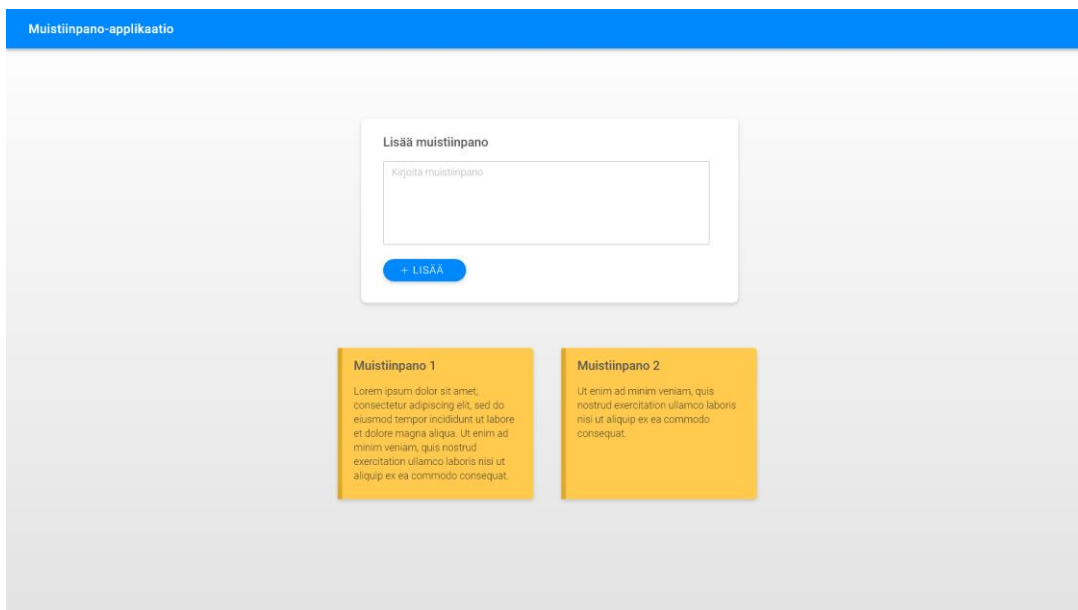 Muistiinpano-applikaatio
Lisää muistiinpano
Kirjoita muistiinpano
+ LISÄÄ
Muistiinpano 1
Lorem ipsum dolor sit amet,
consectetur adipiscing elit, sed do
eiusmod tempor incididunt ut labore
et dolore magna aliqua. Ut enim ad
minim veniam, quis nostrud
exercitation ullamco laboris nisi ut
aliquip ex ea commodo consequat.
Muistiinpano 2
Ut enim ad minim veniam, quis
nostrud exercitation ullamco laboris
nisi ut aliquip ex ea commodo
consequat.